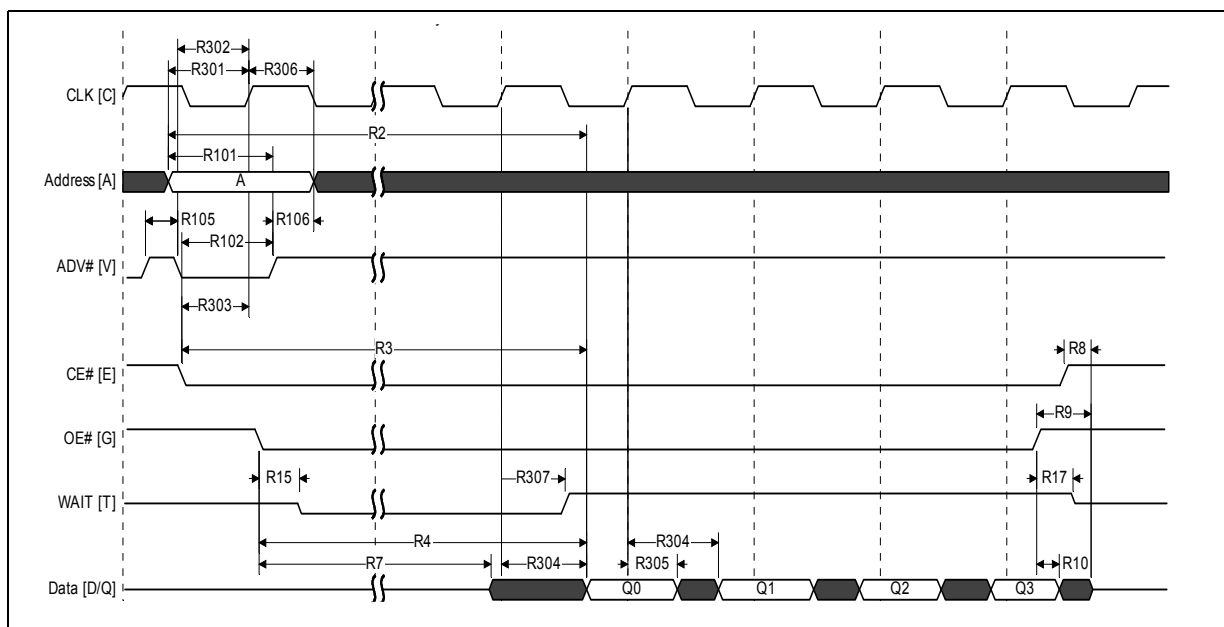 R302
R301
R306
CLK [C]
R2
R101
Address [A]
A
R105
R106
R102
ADV# [V]
R303
R3
R8
CE# [E]
R9
OE# [G]
R15
R307
R17
WAIT [T]
R4
R304
R7
R304
R305
R10
Data [D/Q]
Q0
Q1
Q2
Q3